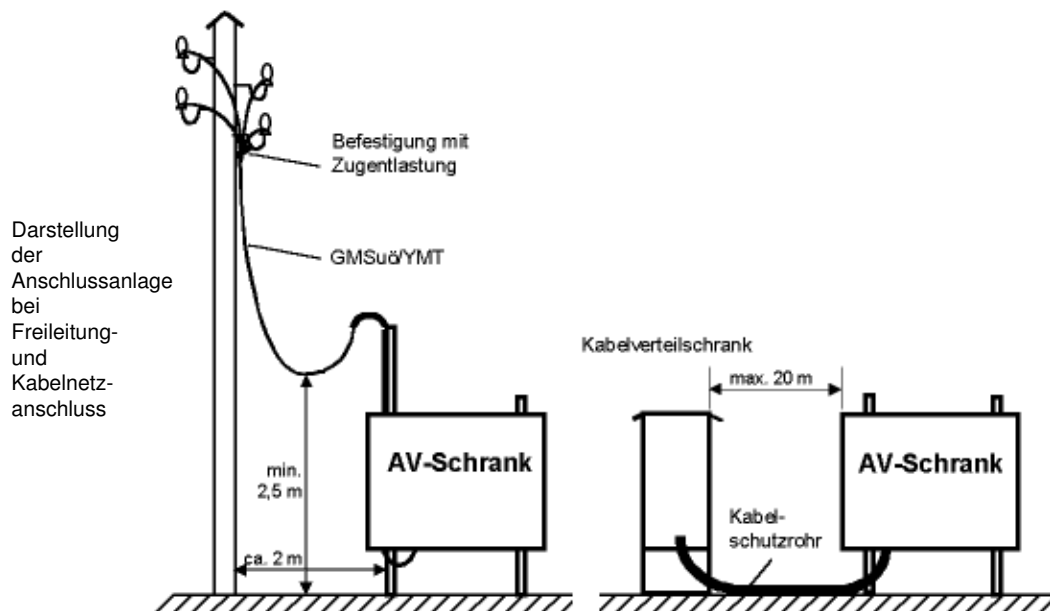 Darstellung
der
Anschlussanlage
bei
Freileitung-
und
Kabelnetz-
anschluss
Befestigung mit
Zugentlastung
GMSuö/YMT
min.
2,5 m
ca. 2 m
AV-Schrank
Kabelverteilschrank
max. 20 m
AV-Schrank
Kabel-
schutzrohr